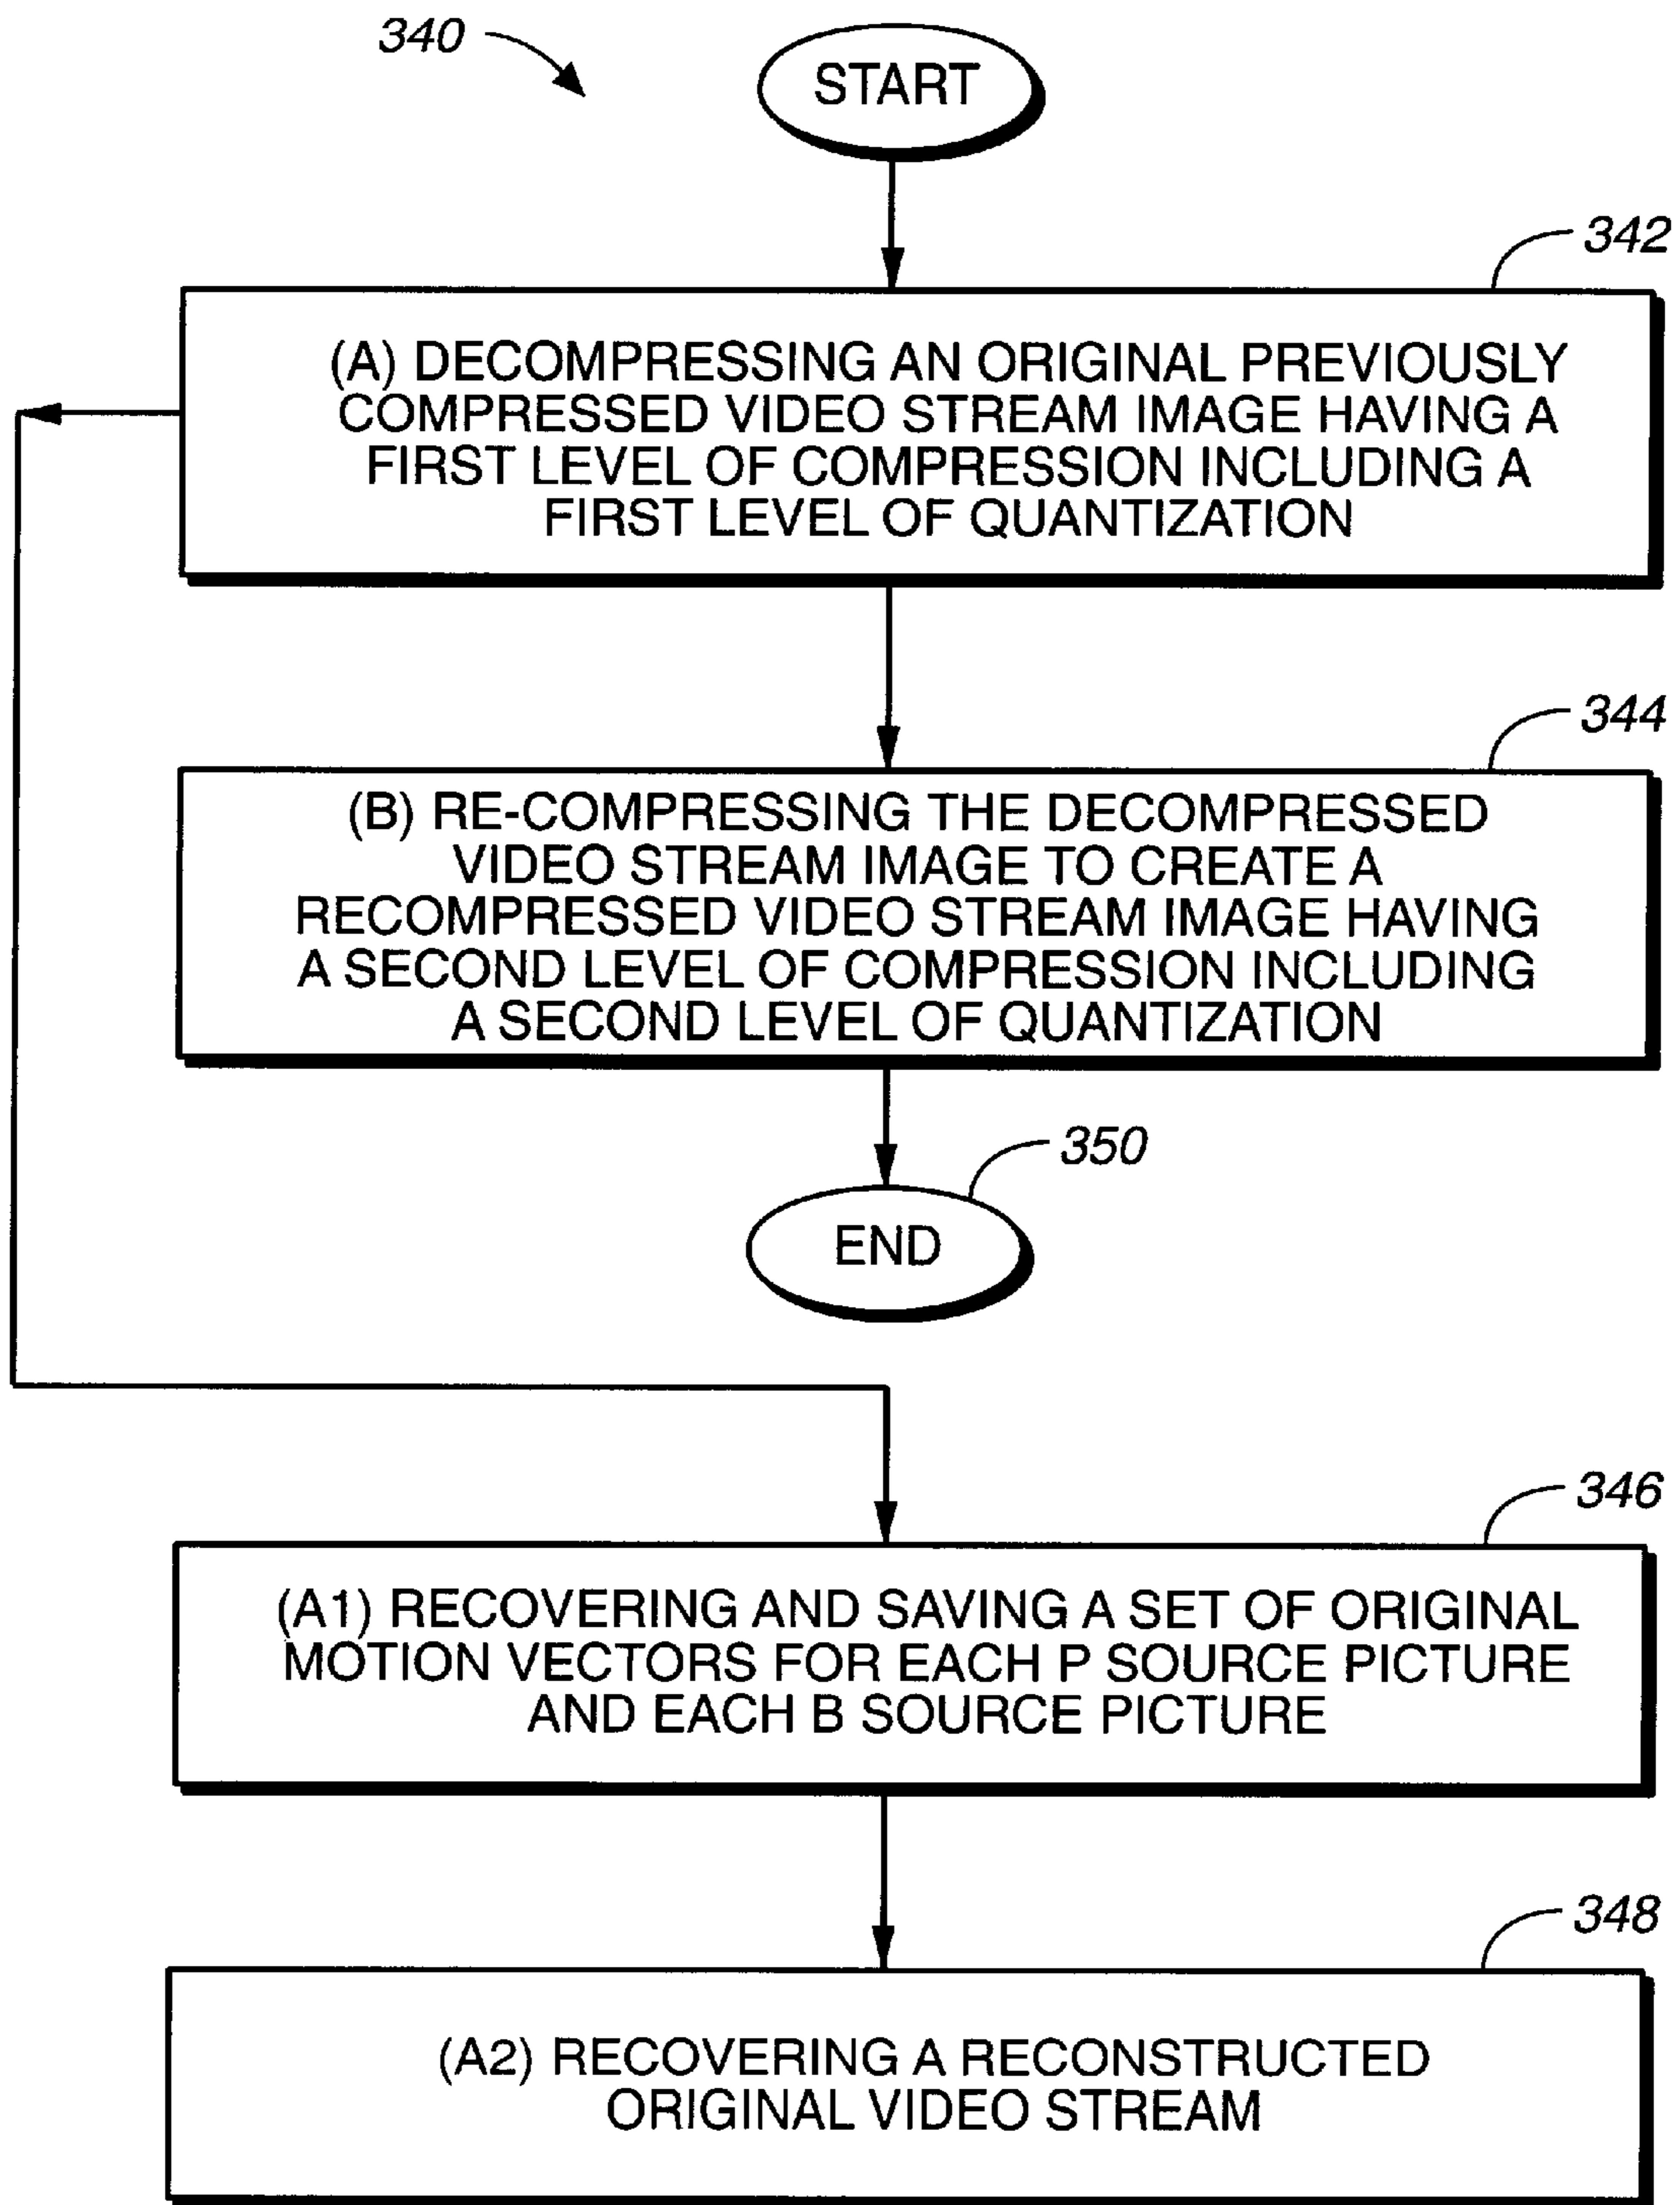 340
START
342
(A) DECOMPRESSING AN ORIGINAL PREVIOUSLY
COMPRESSED VIDEO STREAM IMAGE HAVING A
FIRST LEVEL OF COMPRESSION INCLUDING A
FIRST LEVEL OF QUANTIZATION
344
(B) RE-COMPRESSING THE DECOMPRESSED
VIDEO STREAM IMAGE TO CREATE A
RECOMPRESSED VIDEO STREAM IMAGE HAVING
A SECOND LEVEL OF COMPRESSION INCLUDING
A SECOND LEVEL OF QUANTIZATION
350
END
346
(A1) RECOVERING AND SAVING A SET OF ORIGINAL
MOTION VECTORS FOR EACH P SOURCE PICTURE
AND EACH B SOURCE PICTURE
348
(A2) RECOVERING A RECONSTRUCTED
ORIGINAL VIDEO STREAM